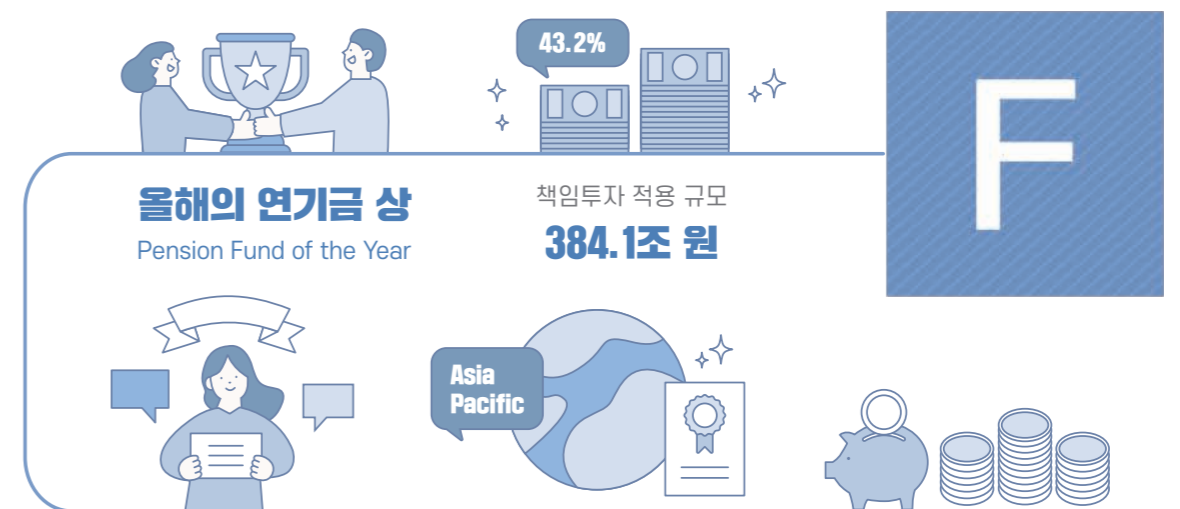 43.2%
F
올해의 연기금 상
Pension Fund of the Year
책임투자 적용 규모
384.1조 원
Asia
Pacific